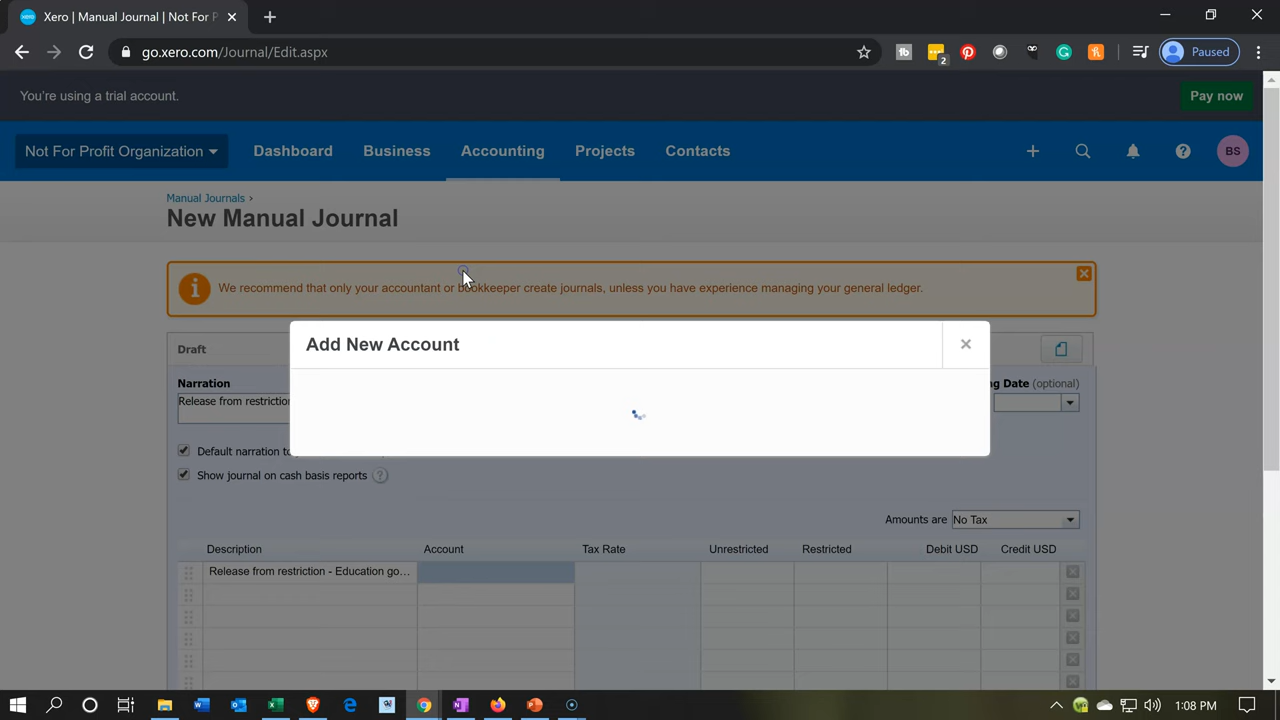 Xero | Manual Journal | Not For P
go.xero.com/Journal/Edit.aspx
2
Paused
You're using a trial account.
Pay now
Not For Profit Organization
Dashboard
Business
Accounting
Projects
Contacts
BS
Manual Journals ›
New Manual Journal
We recommend that only your accountant or bookkeeper create journals, unless you have experience managing your general ledger.
Draft
Add New Account
Narration
Release from restriction
Date (optional)
Default narration to
Show journal on cash basis reports
Amounts are No Tax
Description Account Tax Rate Unrestricted Restricted Debit USD Credit USD
Release from restriction - Education go...
1:08 PM